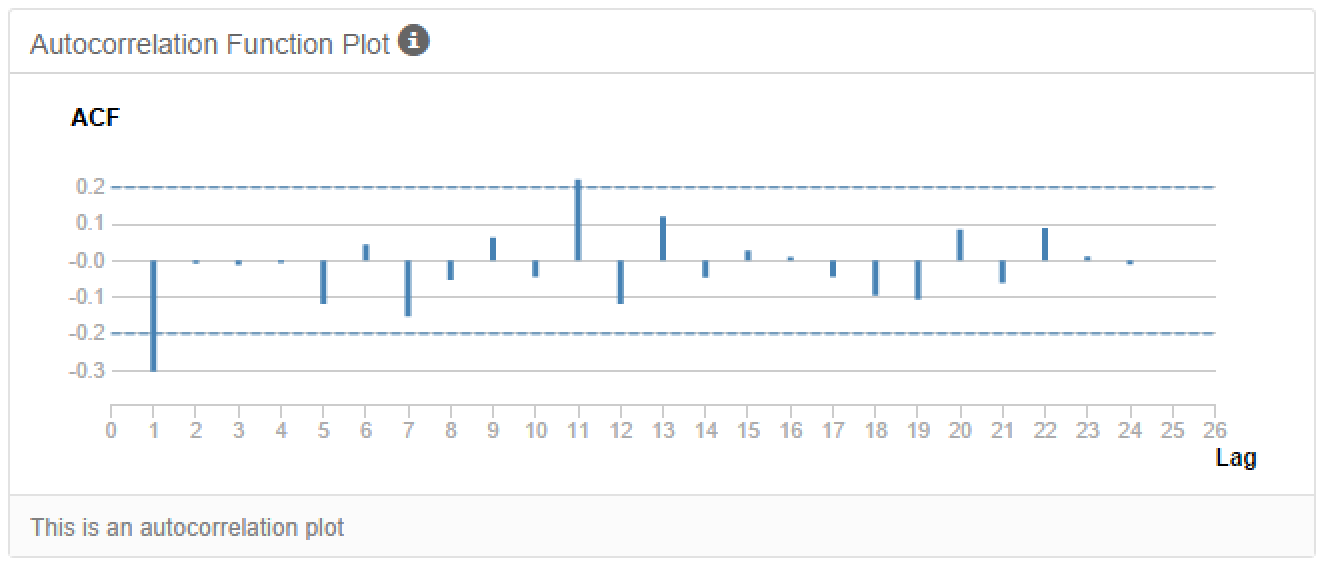 Autocorrelation Function Plot
ACF
0.2
0.1
-0.0
-0.1
-0.2
-0.3
0 1 2 3 4 5 6 7 8 9 10 11 12 13 14 15 16 17 18 19 20 21 22 23 24 25 26
Lag
This is an autocorrelation plot